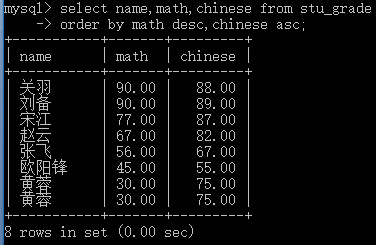 mysql> select name,math,chinese from stu_grade
    -> order by math desc,chinese asc;
+--------+-------+---------+
| name | math | chinese |
+--------+-------+---------+
| 关羽 | 90.00 | 88.00 |
| 刘备 | 90.00 | 89.00 |
| 宋江 | 77.00 | 87.00 |
| 赵云 | 67.00 | 82.00 |
| 张飞 | 56.00 | 67.00 |
| 欧阳锋 | 45.00 | 55.00 |
| 黄蓉 | 30.00 | 75.00 |
| 黄蓉 | 30.00 | 75.00 |
+--------+-------+---------+
8 rows in set (0.00 sec)